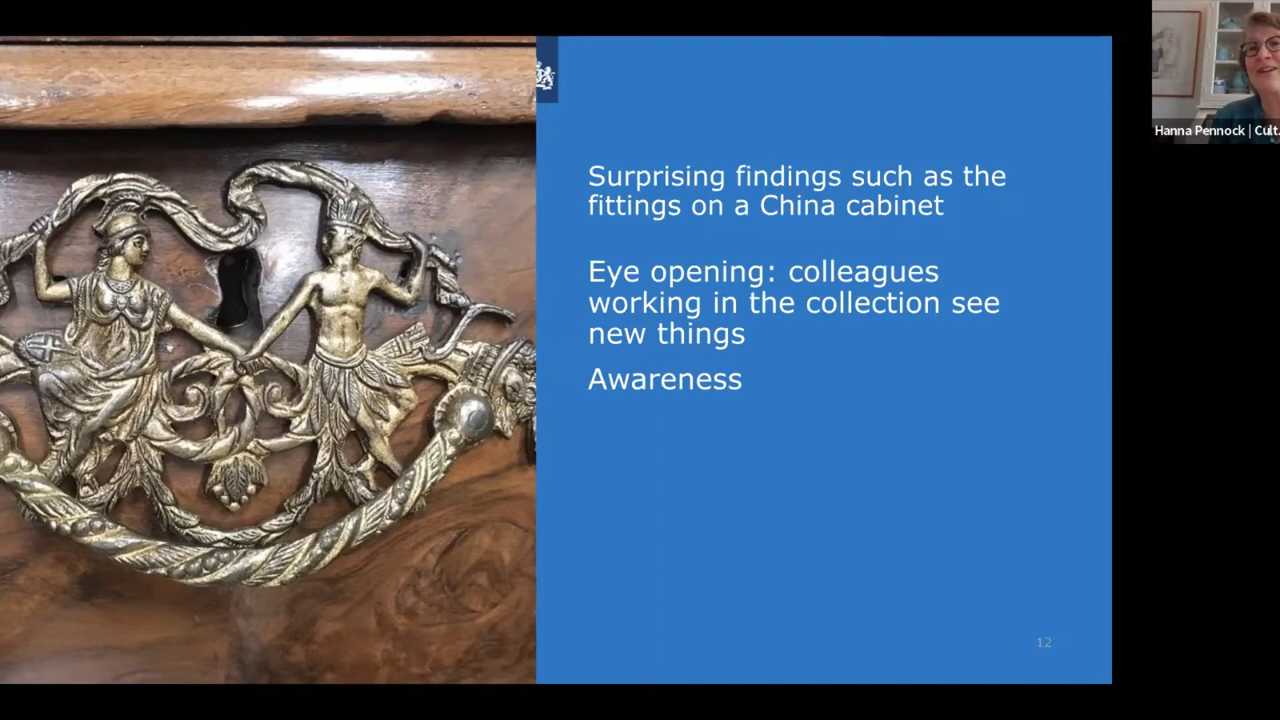 Surprising findings such as the
fittings on a China cabinet
Eye opening: colleagues
working in the collection see
new things
Awareness
12
Hanna Pennock | Cult.